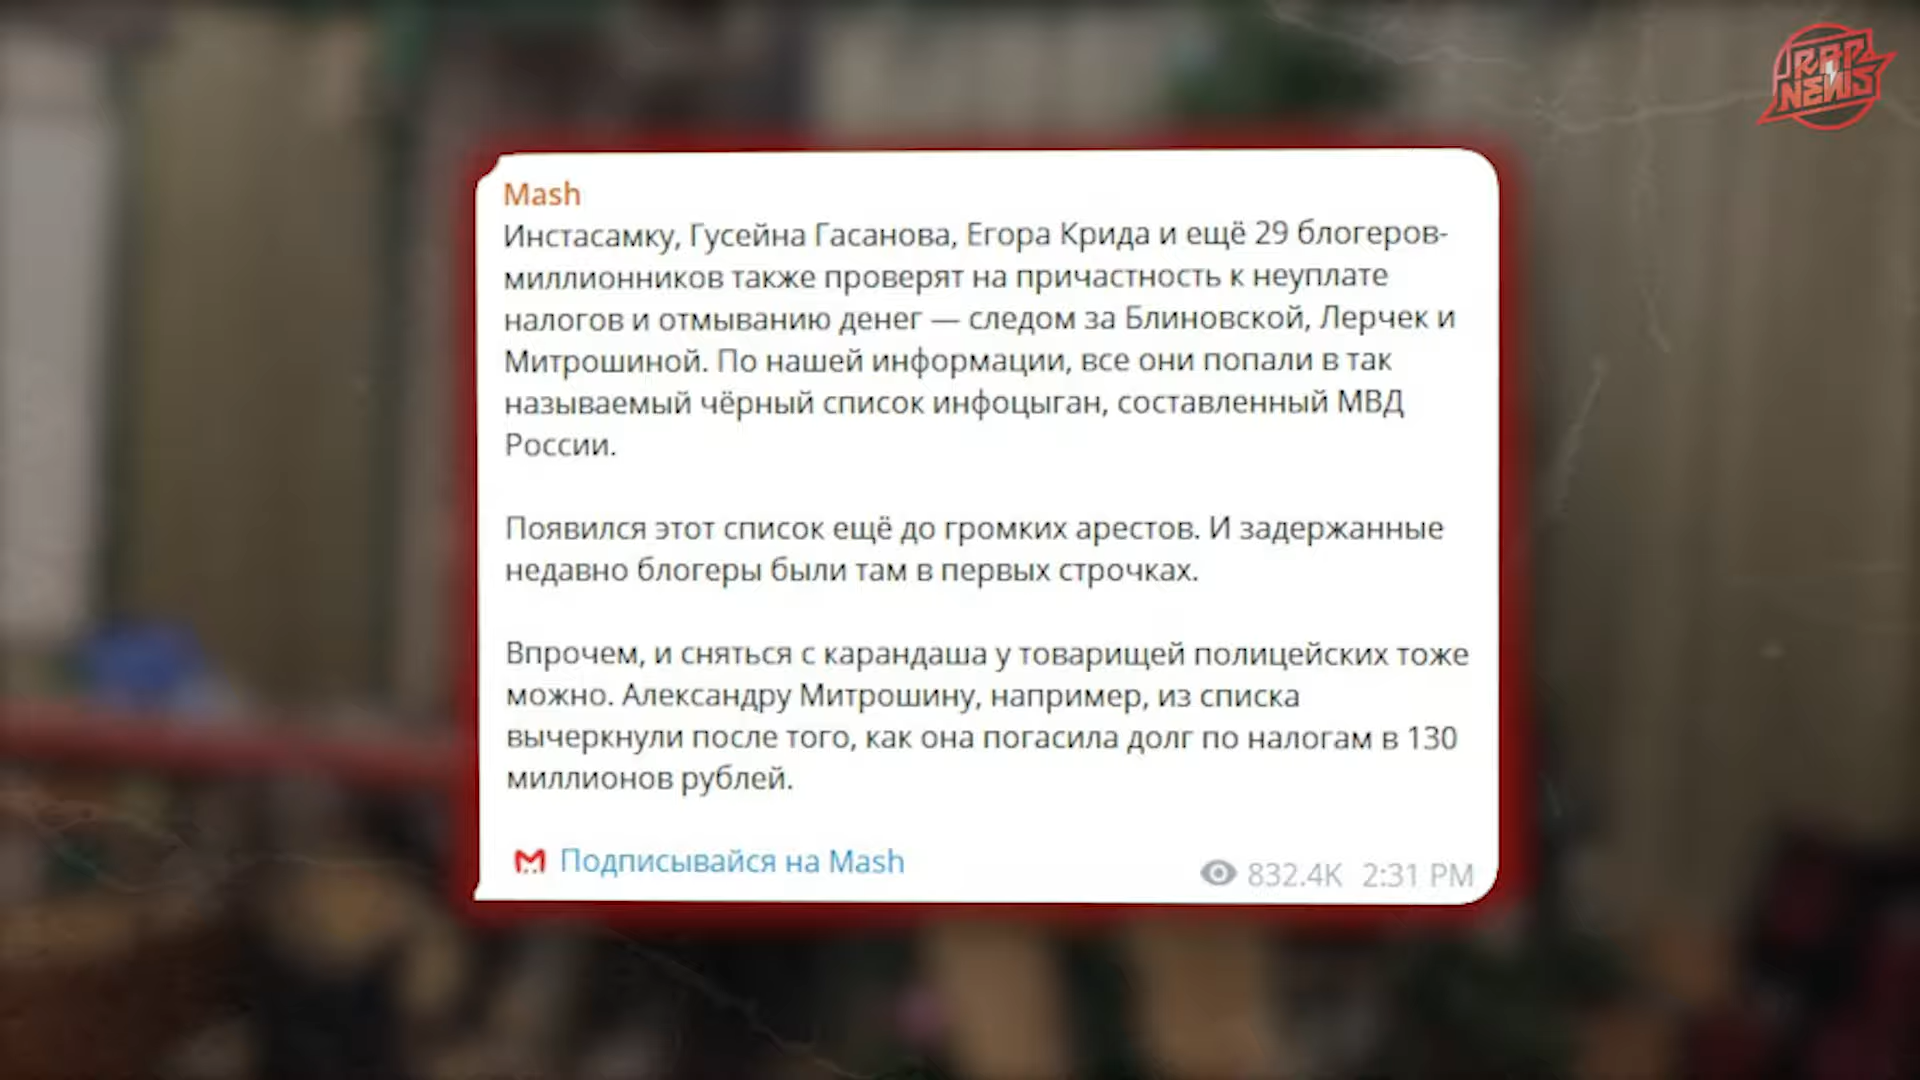 RAP
NEWS
Mash
Инстасамку, Гусейна Гасанова, Егора Крида и ещё 29 блогеров-
миллионников также проверят на причастность к неуплате
налогов и отмыванию денег — следом за Блиновской, Лерчек и
Митрошиной. По нашей информации, все они попали в так
называемый чёрный список инфоцыган, составленный МВД
России.
Появился этот список ещё до громких арестов. И задержанные
недавно блогеры были там в первых строчках.
Впрочем, и сняться с карандаша у товарищей полицейских тоже
можно. Александру Митрошину, например, из списка
вычеркнули после того, как она погасила долг по налогам в 130
миллионов рублей.
Подписывайся на Mash
832.4K 2:31 PM